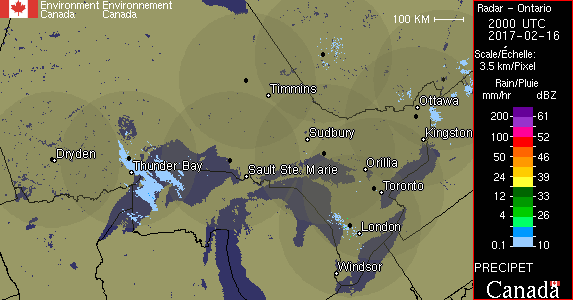 Environment Environnement
Canada Canada
Radar - Ontario
2000 UTC
2017-02-16
100 KM
Scale/Échelle:
3.5 km/Pixel
Rain/Pluie
mm/hr dBZ
200 61
100 52
50 46
24 39
12 33
4 26
0.1 10
Timmins
Ottawa
Sudbury
Kingston
Dryden
Thunder Bay
Sault Ste. Marie
Orillia
Toronto
London
Windsor
PRECIPET
Canada